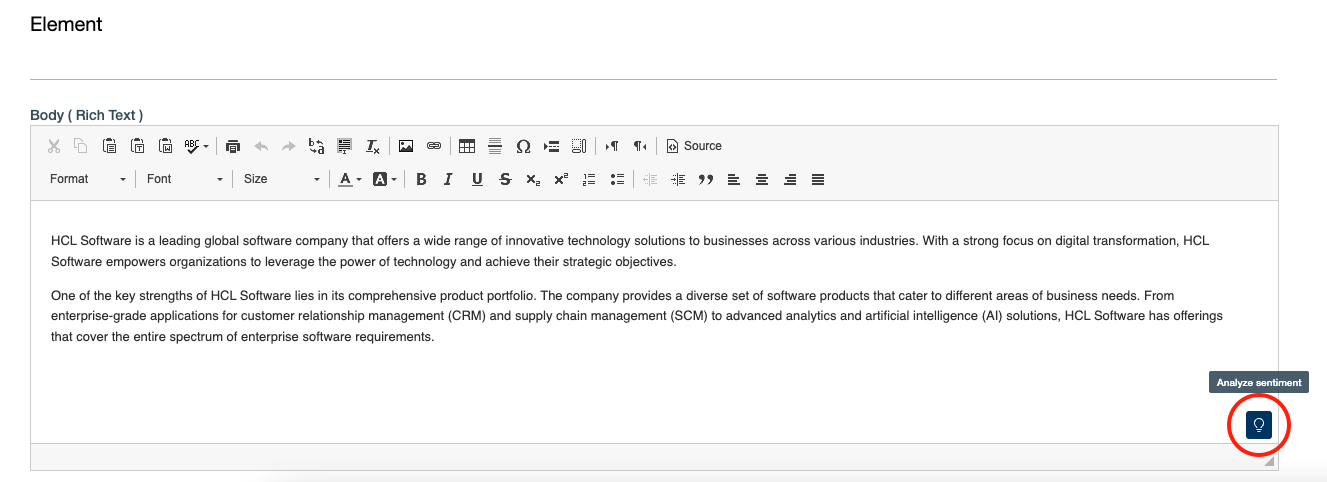 Element
Body ( Rich Text )
Source
Format Font Size
HCL Software is a leading global software company that offers a wide range of innovative technology solutions to businesses across various industries. With a strong focus on digital transformation, HCL
Software empowers organizations to leverage the power of technology and achieve their strategic objectives.
One of the key strengths of HCL Software lies in its comprehensive product portfolio. The company provides a diverse set of software products that cater to different areas of business needs. From
enterprise-grade applications for customer relationship management (CRM) and supply chain management (SCM) to advanced analytics and artificial intelligence (AI) solutions, HCL Software has offerings
that cover the entire spectrum of enterprise software requirements.
Analyze sentiment